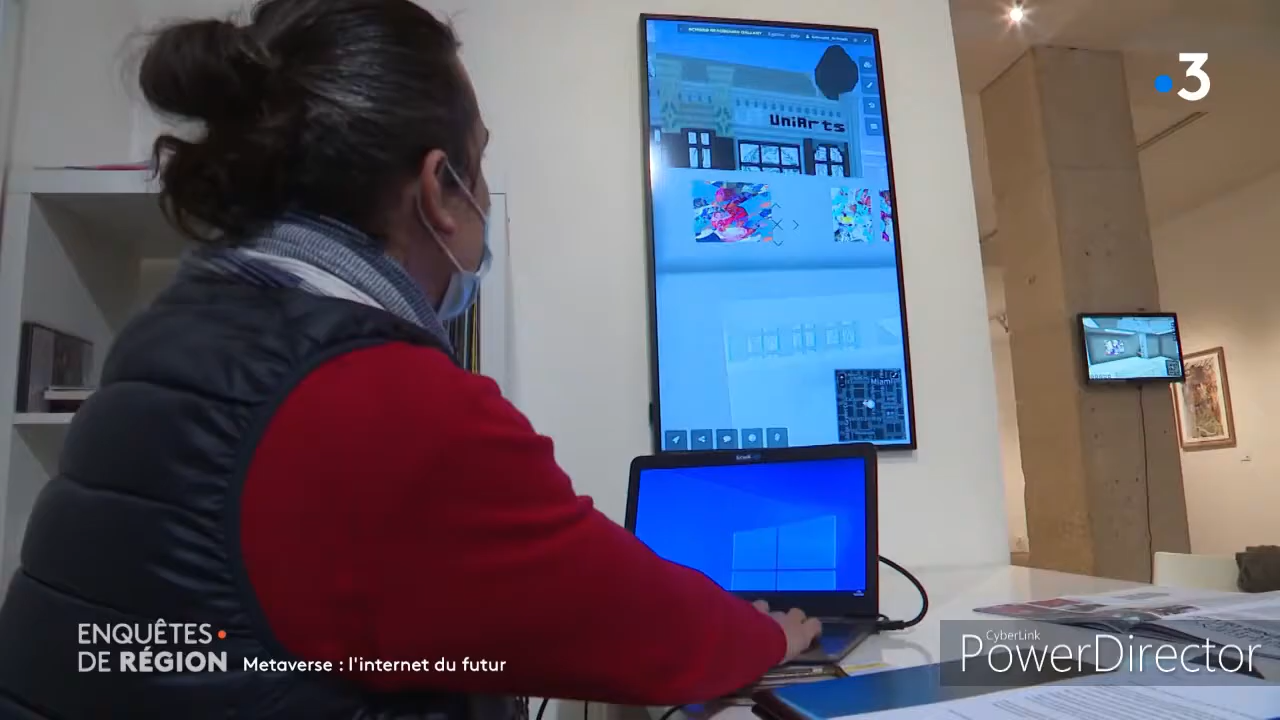 3
UniArts
Miami
ENQUÊTES
DE RÉGION
Metaverse : l'internet du futur
CyberLink
PowerDirector